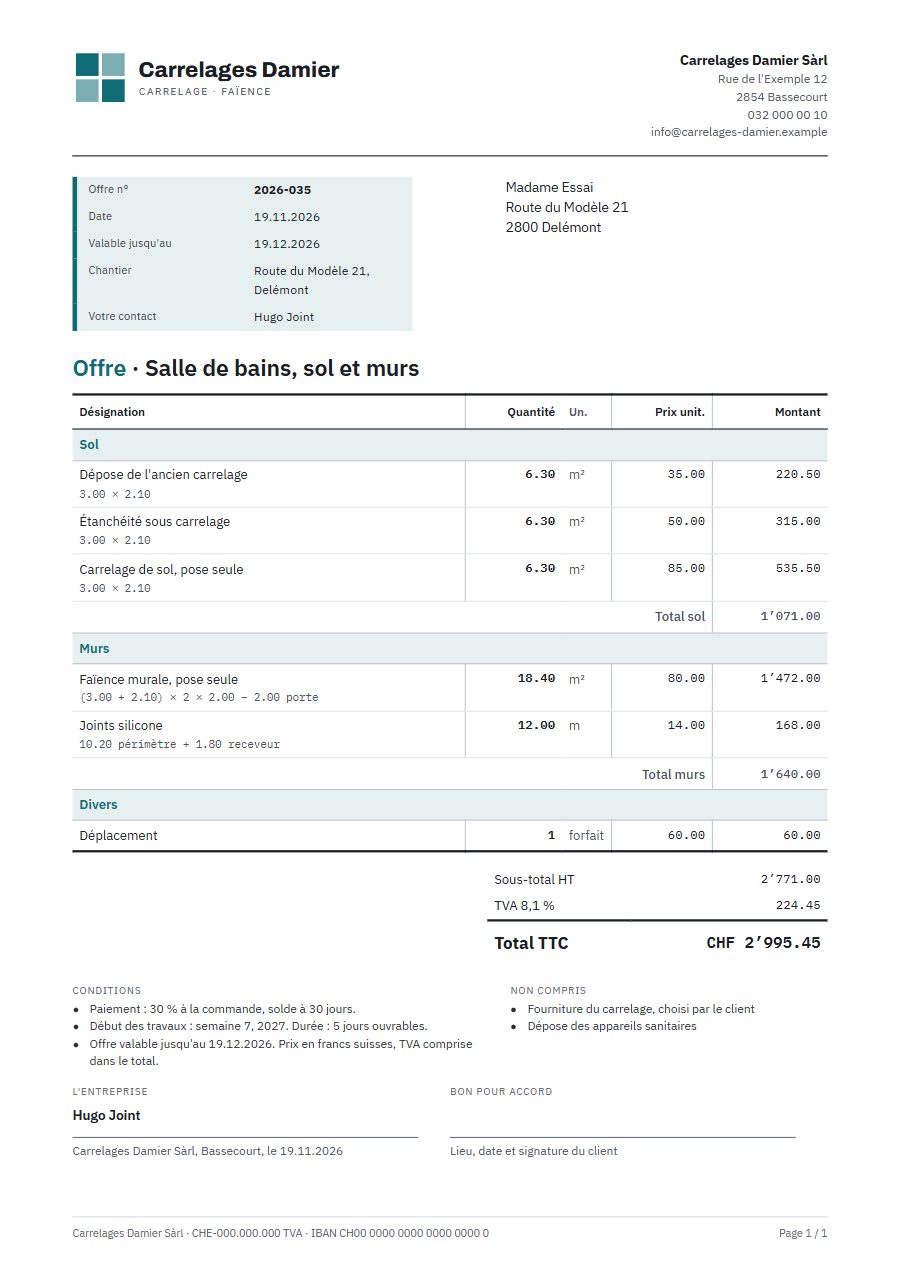 Carrelages Damier
CARRELAGE · FAÏENCE
Carrelages Damier Sàrl
Rue de l'Exemple 12
2854 Bassecourt
032 000 00 10
info@carrelages-damier.example
Offre n° 2026-035
Date 19.11.2026
Valable jusqu'au 19.12.2026
Chantier Route du Modèle 21,
Delémont
Votre contact Hugo Joint
Madame Essai
Route du Modèle 21
2800 Delémont
Offre · Salle de bains, sol et murs
Désignation Quantité Un. Prix unit. Montant
Sol
Dépose de l'ancien carrelage 6.30 m² 35.00 220.50
3.00 × 2.10
Étanchéité sous carrelage 6.30 m² 50.00 315.00
3.00 × 2.10
Carrelage de sol, pose seule 6.30 m² 85.00 535.50
3.00 × 2.10
Total sol 1’071.00
Murs
Faïence murale, pose seule 18.40 m² 80.00 1’472.00
(3.00 + 2.10) × 2 × 2.00 − 2.00 porte
Joints silicone 12.00 m 14.00 168.00
10.20 périmètre + 1.80 receveur
Total murs 1’640.00
Divers
Déplacement 1 forfait 60.00 60.00
Sous-total HT 2’771.00
TVA 8,1 % 224.45
Total TTC CHF 2’995.45
CONDITIONS
• Paiement : 30 % à la commande, solde à 30 jours.
• Début des travaux : semaine 7, 2027. Durée : 5 jours ouvrables.
• Offre valable jusqu'au 19.12.2026. Prix en francs suisses, TVA comprise
dans le total.
NON COMPRIS
• Fourniture du carrelage, choisi par le client
• Dépose des appareils sanitaires
L'ENTREPRISE
Hugo Joint
Carrelages Damier Sàrl, Bassecourt, le 19.11.2026
BON POUR ACCORD
Lieu, date et signature du client
Carrelages Damier Sàrl · CHE-000.000.000 TVA · IBAN CH00 0000 0000 0000 0000 0
Page 1 / 1